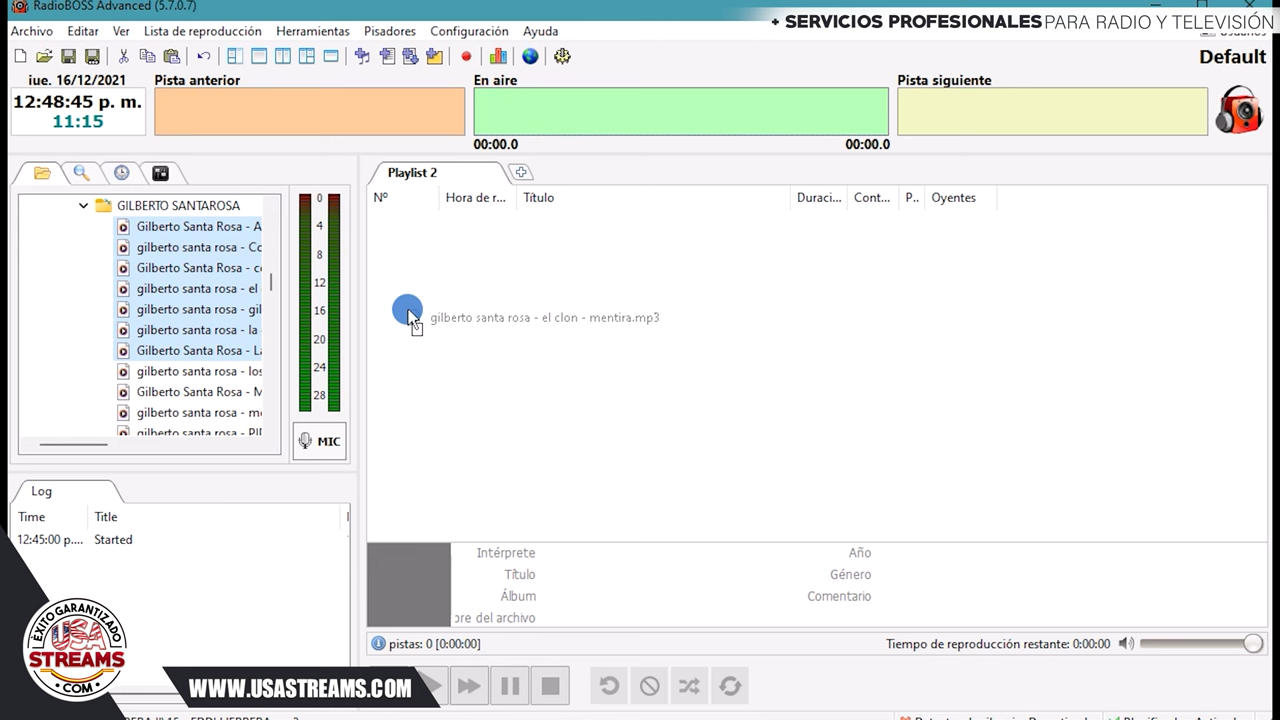 RadioBOSS Advanced (5.7.0.7)
+ SERVICIOS PROFESIONALES PARA RADIO Y TELEVISIÓN
Archivo Editar Ver Lista de reproducción Herramientas Pisadores Configuración Ayuda
Default
jue. 16/12/2021 Pista anterior En aire Pista siguiente
12:48:45 p. m.
11:15
00:00.0 00:00.0
Playlist 2
Nº Hora de r... Título Duraci... Cont... P.. Oyentes
GILBERTO SANTAROSA
Gilberto Santa Rosa - A
gilberto santa rosa - Co
Gilberto Santa Rosa - co
gilberto santa rosa - el
gilberto santa rosa - gil
gilberto santa rosa - la
Gilberto Santa Rosa - La
gilberto santa rosa - los
Gilberto Santa Rosa - M
gilberto santa rosa - me
gilberto santa rosa - PI
0
4
8
12
16
20
24
28
MIC
gilberto santa rosa - el clon - mentira.mp3
Log
Time Title
12:45:00 p.... Started
Intérprete Año
Título Género
Álbum Comentario
bre del archivo
pistas: 0 [0:00:00] Tiempo de reproducción restante: 0:00:00
ÉXITO GARANTIZADO
USA
STREAMS
.COM
WWW.USASTREAMS.COM